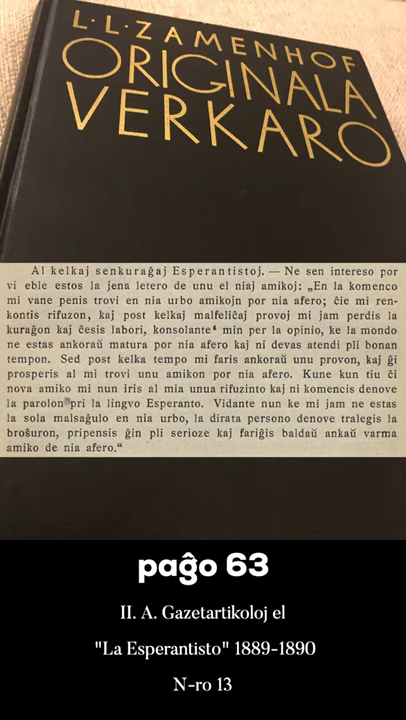 L·L·ZAMENHOF
ORIGINALA
VERKARO
Al kelkaj senkuraĝaj Esperantistoj. — Ne sen intereso por
vi eble estos la jena letero de unu el niaj amikoj: „En la komenco
mi vane penis trovi en nia urbo amikojn por nia afero; ĉie mi ren-
kontis rifuzon, kaj post kelkaj malfeliĉaj provoj mi jam perdis la
kuraĝon kaj ĉesis labori, konsolante⁴ min per la opinio, ke la mondo
ne estas ankoraŭ matura por nia afero kaj ni devas atendi pli bonan
tempon. Sed post kelka tempo mi faris ankoraŭ unu provon, kaj ĝi
prosperis al mi trovi unu amikon por nia afero. Kune kun tiu ĉi
nova amiko mi nun iris al mia unua rifuzinto kaj ni komencis denove
la parolon pri la lingvo Esperanto. Vidante nun ke mi jam ne estas
la sola malsaĝulo en nia urbo, la dirata persono denove tralegis la
broŝuron, pripensis ĝin pli serioze kaj fariĝis baldaŭ ankaŭ varma
amiko de nia afero.“
paĝo 63
II. A. Gazetartikoloj el
"La Esperantisto" 1889-1890
N-ro 13